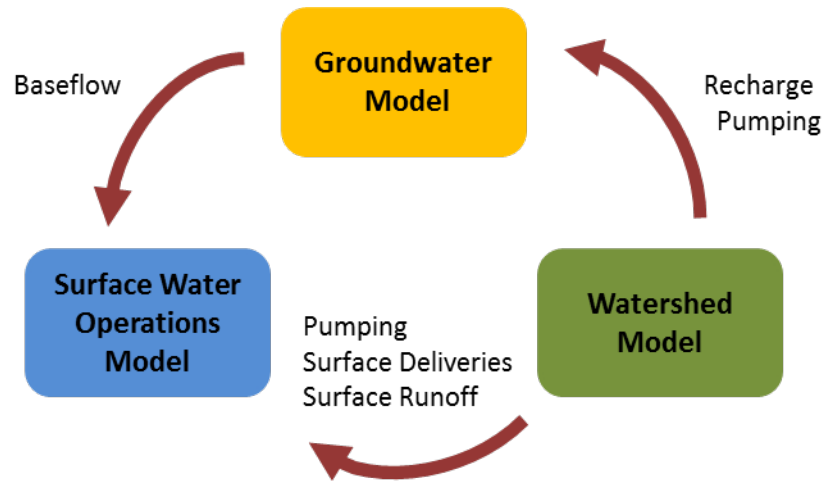 Groundwater
Model
Baseflow
Recharge
Pumping
Surface Water
Operations
Model
Pumping
Surface Deliveries
Surface Runoff
Watershed
Model